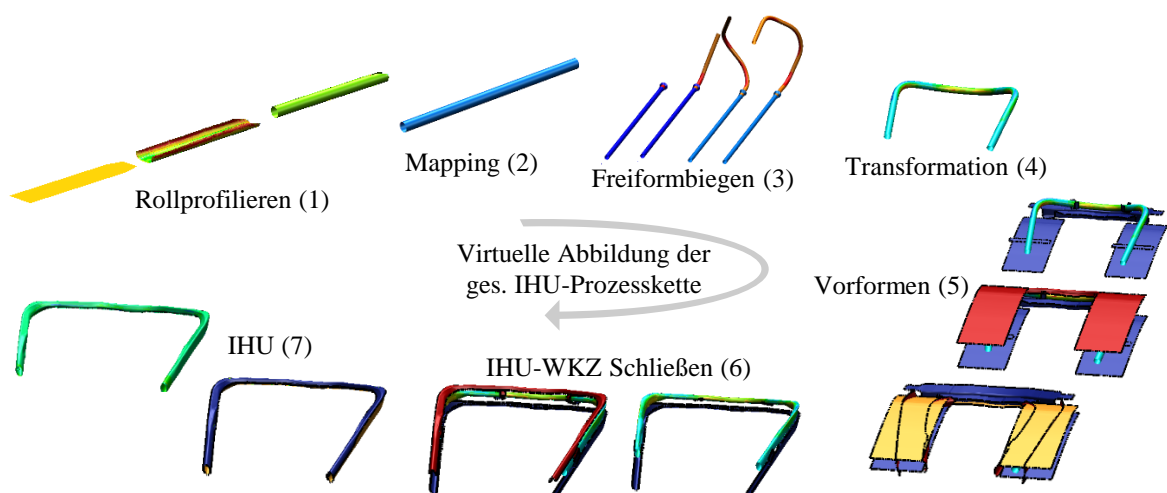 Rollprofilieren (1)
Mapping (2)
Freiformbiegen (3)
Transformation (4)
Virtuelle Abbildung der
ges. IHU-Prozesskette
Vorformen (5)
IHU-WKZ Schließen (6)
IHU (7)